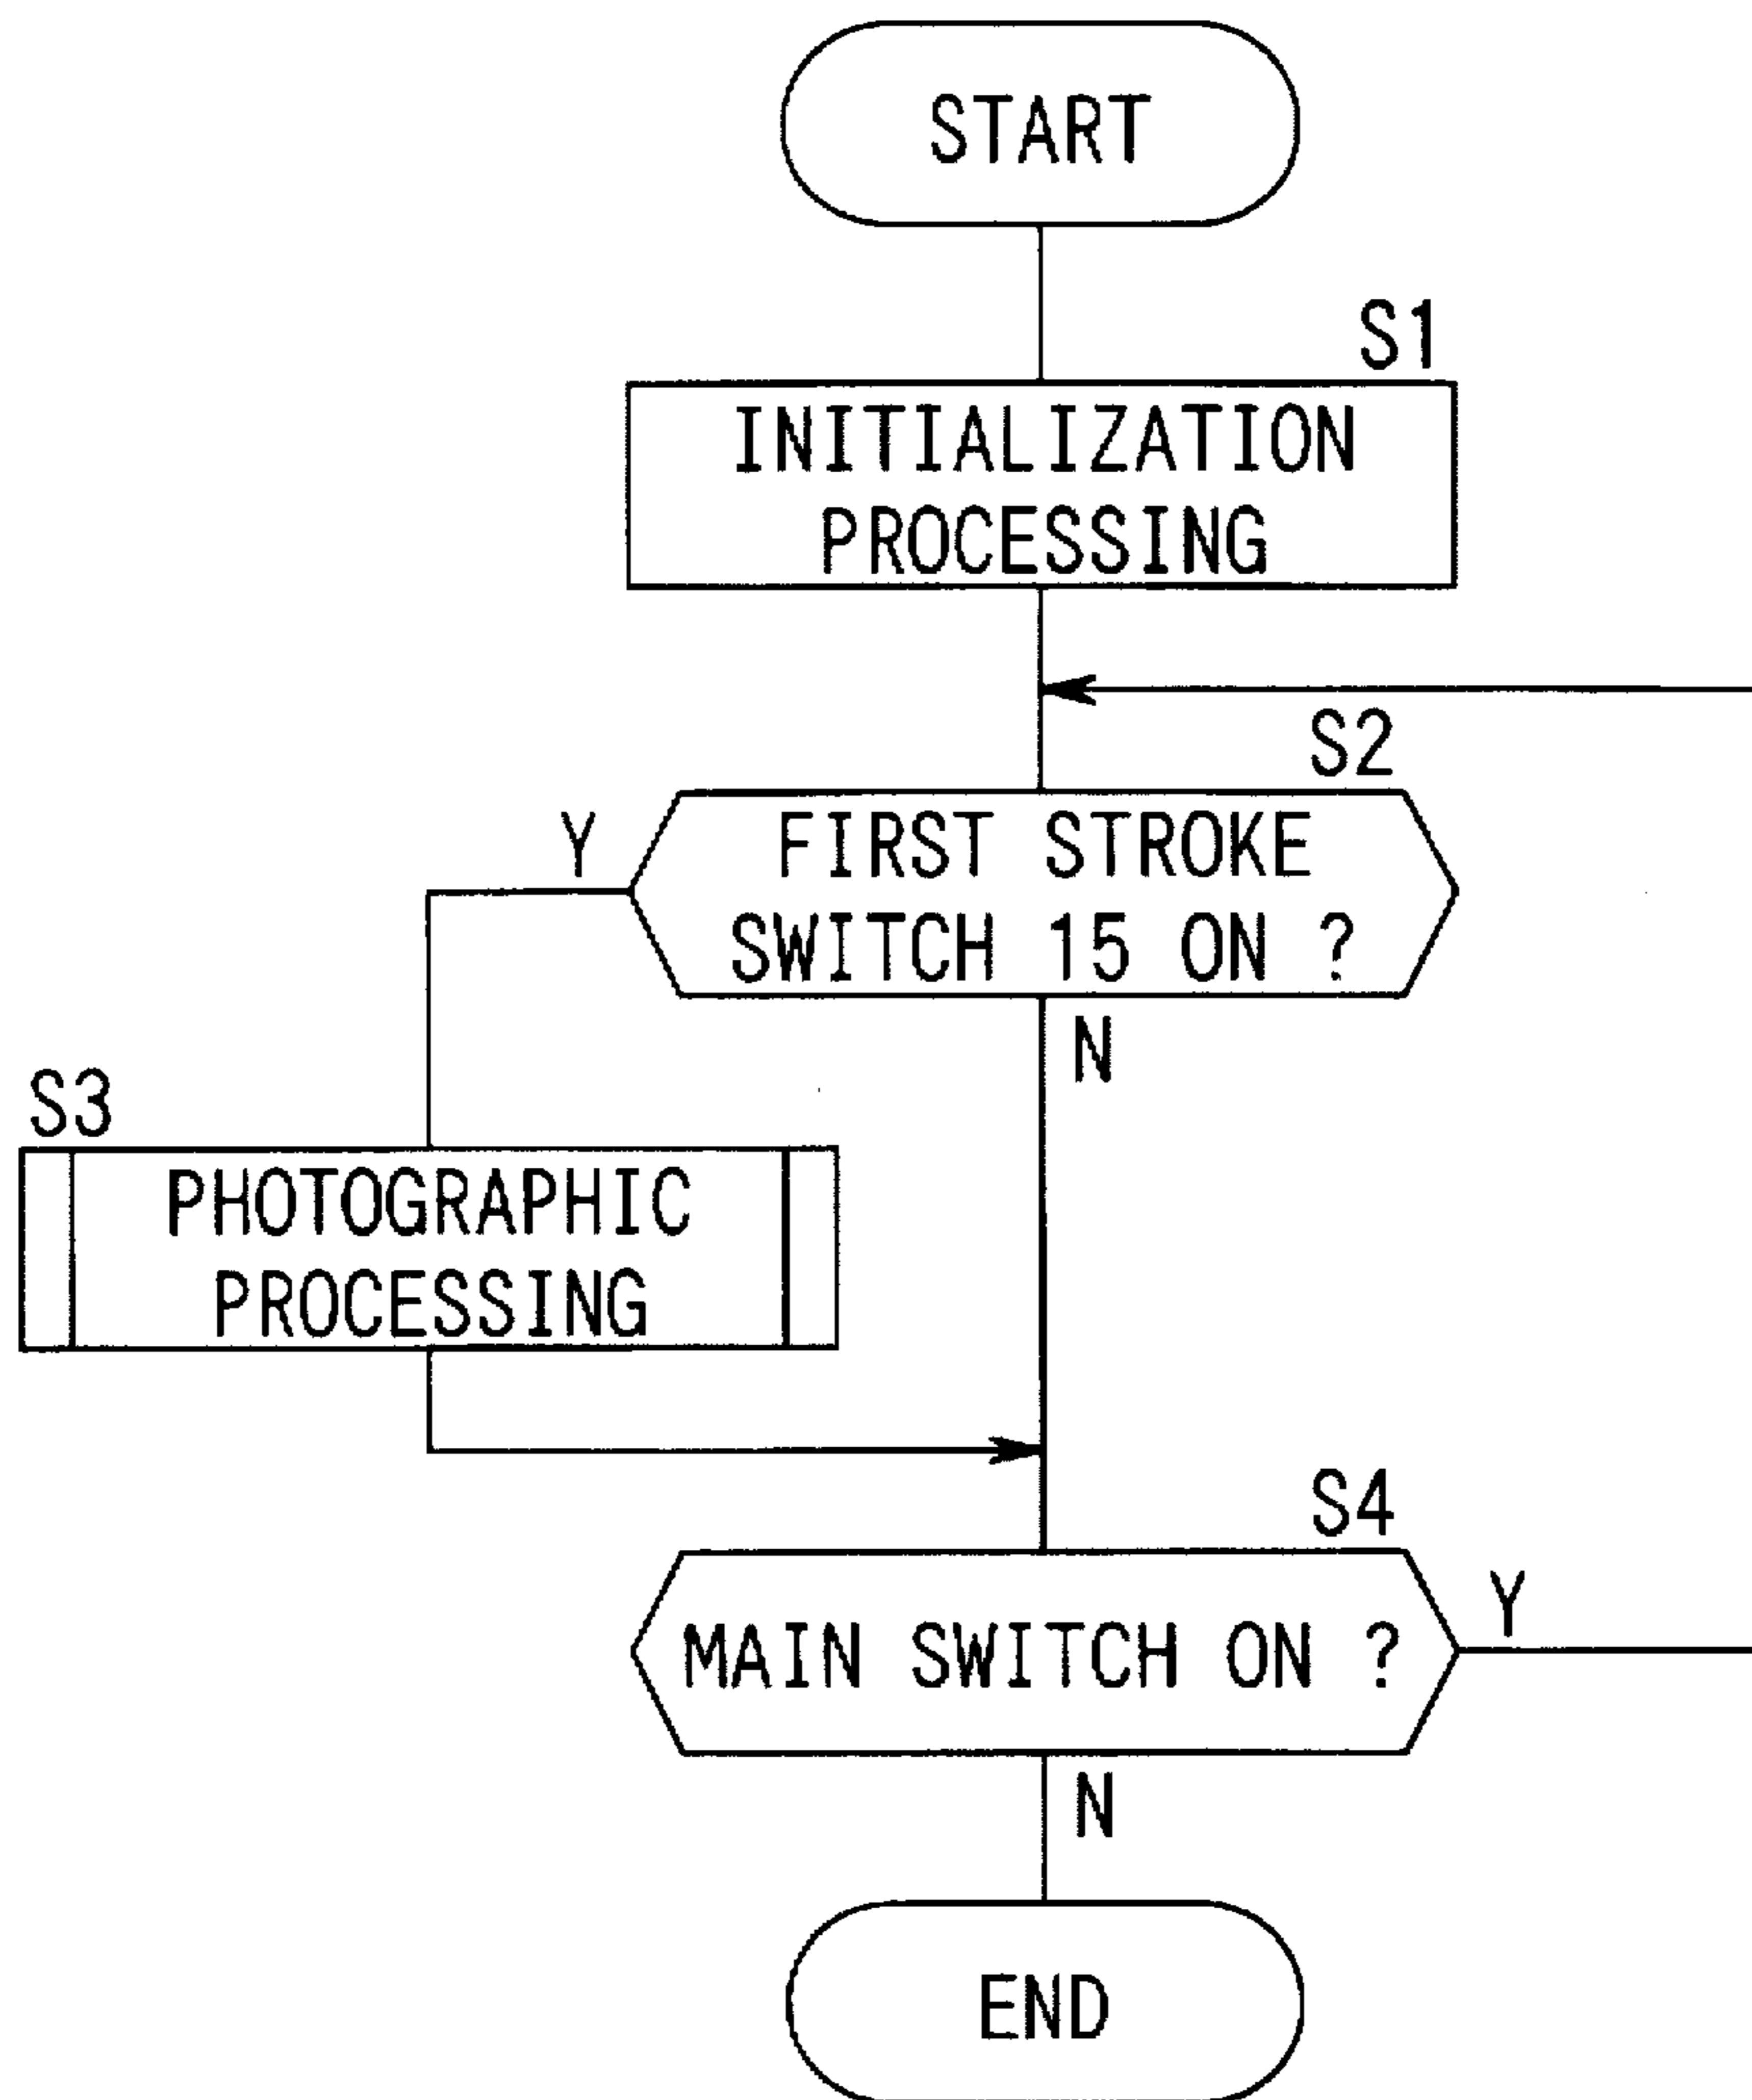 START
S1
INITIALIZATION
PROCESSING
S2
Y
FIRST STROKE
SWITCH 15 ON ?
N
S3
PHOTOGRAPHIC
PROCESSING
S4
MAIN SWITCH ON ?
Y
N
END